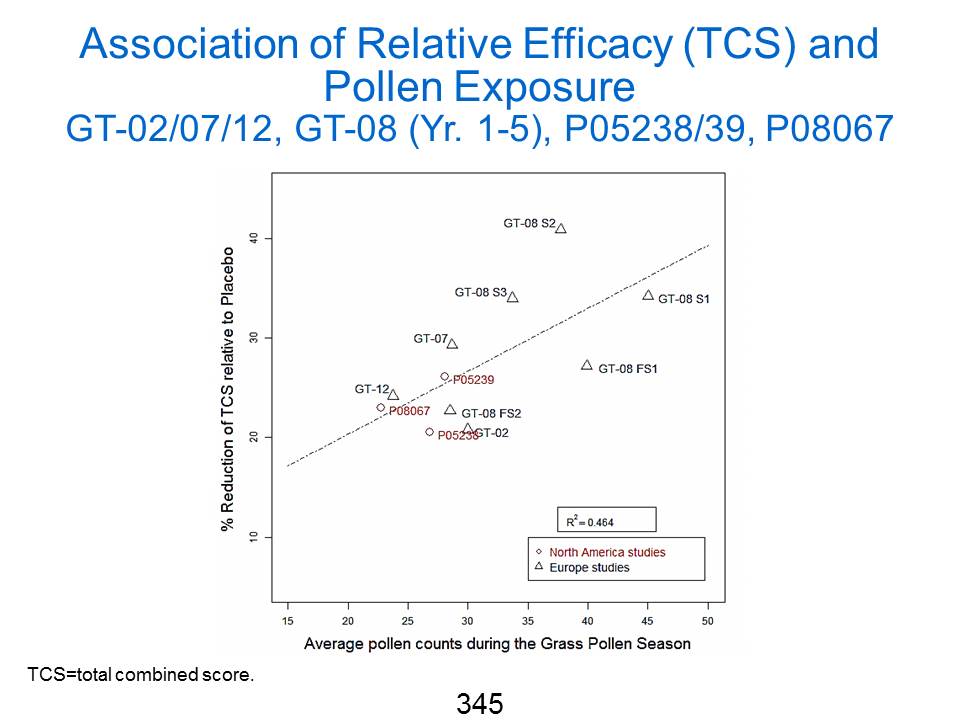 Association of Relative Efficacy (TCS) and
Pollen Exposure
GT-02/07/12, GT-08 (Yr. 1-5), P05238/39, P08067
% Reduction of TCS relative to Placebo
40
30
20
10
GT-08 S2
GT-08 S3
GT-08 S1
GT-07
GT-08 FS1
P05239
GT-12
P08067
GT-08 FS2
P05238
GT-02
R2= 0.464
North America studies
Europe studies
15 20 25 30 35 40 45 50
Average pollen counts during the Grass Pollen Season
TCS=total combined score.
345